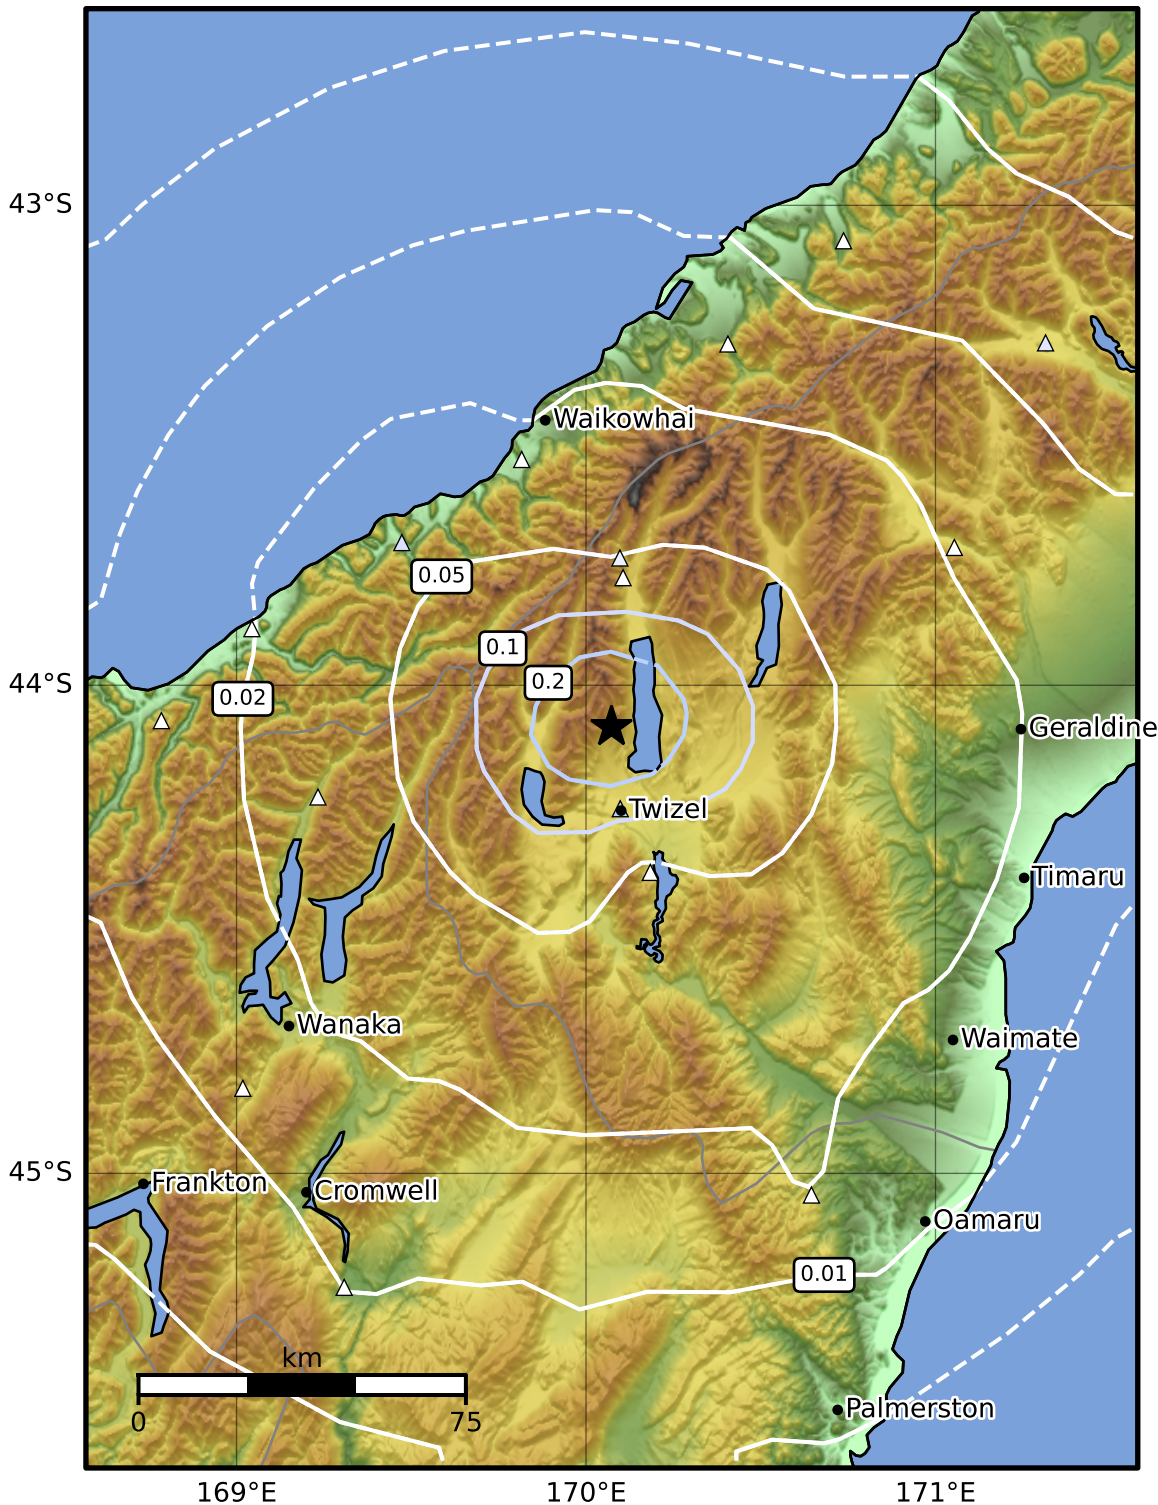 43°S
Waikowhai
0.05
0.1
0.2
44°S
0.02
Geraldine
Twizel
Timaru
Wanaka
Waimate
45°S
Frankton
Cromwell
Oamaru
0.01
km
0
75
Palmerston
169°E
170°E
171°E